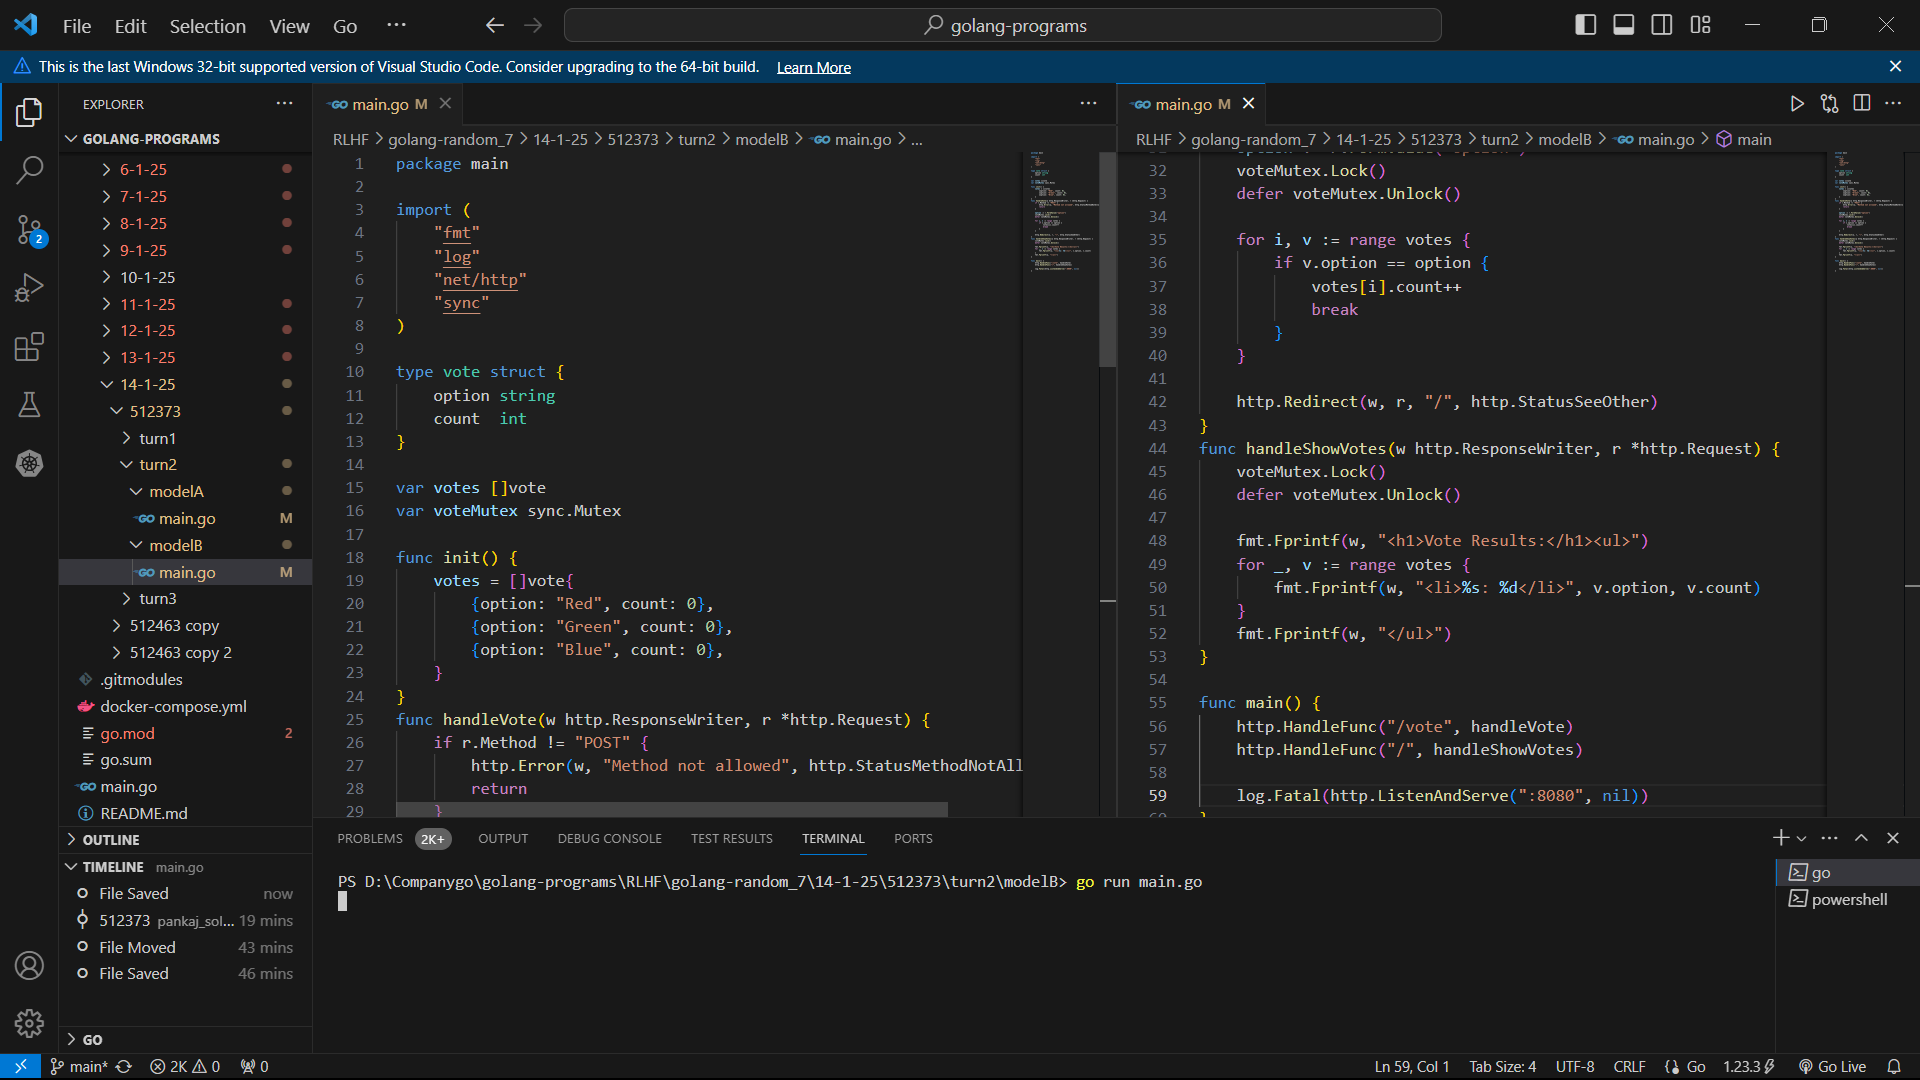 File Edit Selection View Go ... golang-programs
This is the last Windows 32-bit supported version of Visual Studio Code. Consider upgrading to the 64-bit build. Learn More
EXPLORER
GOLANG-PROGRAMS
6-1-25
7-1-25
8-1-25
9-1-25
10-1-25
11-1-25
12-1-25
13-1-25
14-1-25
512373
turn1
turn2
modelA
GO main.go M
modelB
GO main.go M
turn3
512463 copy
512463 copy 2
.gitmodules
docker-compose.yml
go.mod 2
go.sum
GO main.go
README.md
OUTLINE
TIMELINE main.go
File Saved now
512373 pankaj_sol... 19 mins
File Moved 43 mins
File Saved 46 mins
GO
GO main.go M
RLHF > golang-random_7 > 14-1-25 > 512373 > turn2 > modelB > GO main.go > ...
1 package main
2
3 import (
4 "fmt"
5 "log"
6 "net/http"
7 "sync"
8 )
9
10 type vote struct {
11 option string
12 count int
13 }
14
15 var votes []vote
16 var voteMutex sync.Mutex
17
18 func init() {
19 votes = []vote{
20 {option: "Red", count: 0},
21 {option: "Green", count: 0},
22 {option: "Blue", count: 0},
23 }
24 }
25 func handleVote(w http.ResponseWriter, r *http.Request) {
26 if r.Method != "POST" {
27 http.Error(w, "Method not allowed", http.StatusMethodNotAll
28 return
29 }
GO main.go M
RLHF > golang-random_7 > 14-1-25 > 512373 > turn2 > modelB > GO main.go > main
32 voteMutex.Lock()
33 defer voteMutex.Unlock()
34
35 for i, v := range votes {
36 if v.option == option {
37 votes[i].count++
38 break
39 }
40 }
41
42 http.Redirect(w, r, "/", http.StatusSeeOther)
43 }
44 func handleShowVotes(w http.ResponseWriter, r *http.Request) {
45 voteMutex.Lock()
46 defer voteMutex.Unlock()
47
48 fmt.Fprintf(w, "<h1>Vote Results:</h1><ul>")
49 for _, v := range votes {
50 fmt.Fprintf(w, "<li>%s: %d</li>", v.option, v.count)
51 }
52 fmt.Fprintf(w, "</ul>")
53 }
54
55 func main() {
56 http.HandleFunc("/vote", handleVote)
57 http.HandleFunc("/", handleShowVotes)
58
59 log.Fatal(http.ListenAndServe(":8080", nil))
PROBLEMS 2K+ OUTPUT DEBUG CONSOLE TEST RESULTS TERMINAL PORTS
PS D:\Companygo\golang-programs\RLHF\golang-random_7\14-1-25\512373\turn2\modelB> go run main.go
go
powershell
2
main* 2K 0 0 Ln 59, Col 1 Tab Size: 4 UTF-8 CRLF Go 1.23.3 Go Live